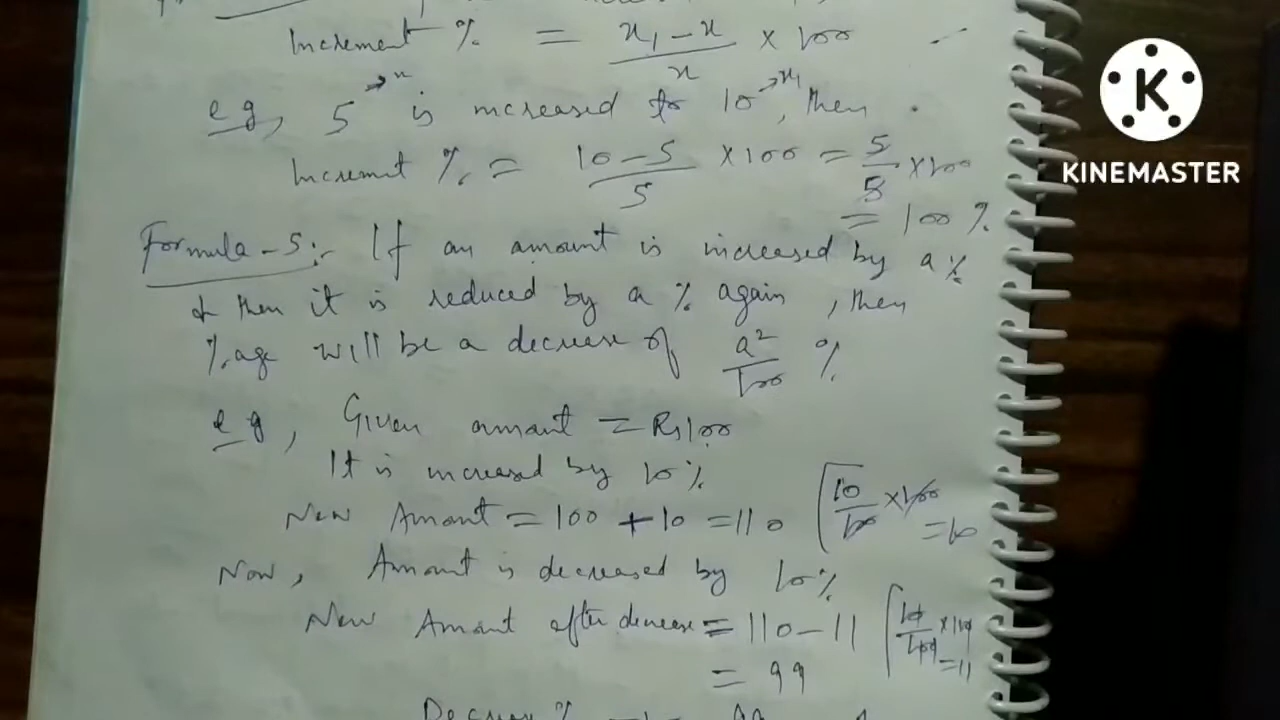 Increment % = x₁ - x / x × 100
e.g, 5 → x is increased to 10 → x₁, then
Increment % = 10 - 5 / 5 × 100 = 5 / 5 × 100
= 100 %
Formula - 5 :- If an amount is increased by a %
& then it is reduced by a % again, then
%age will be a decrease of a² / 100 %
e g, Given amount = Rs 100
It is increased by 10 %
New Amount = 100 + 10 = 110 [ 10 / 100 × 100 = 10
Now, Amount is decreased by 10 %
New Amount after decrease = 110 - 11 [ 10 / 100 × 110 = 11
= 99
K
KINEMASTER